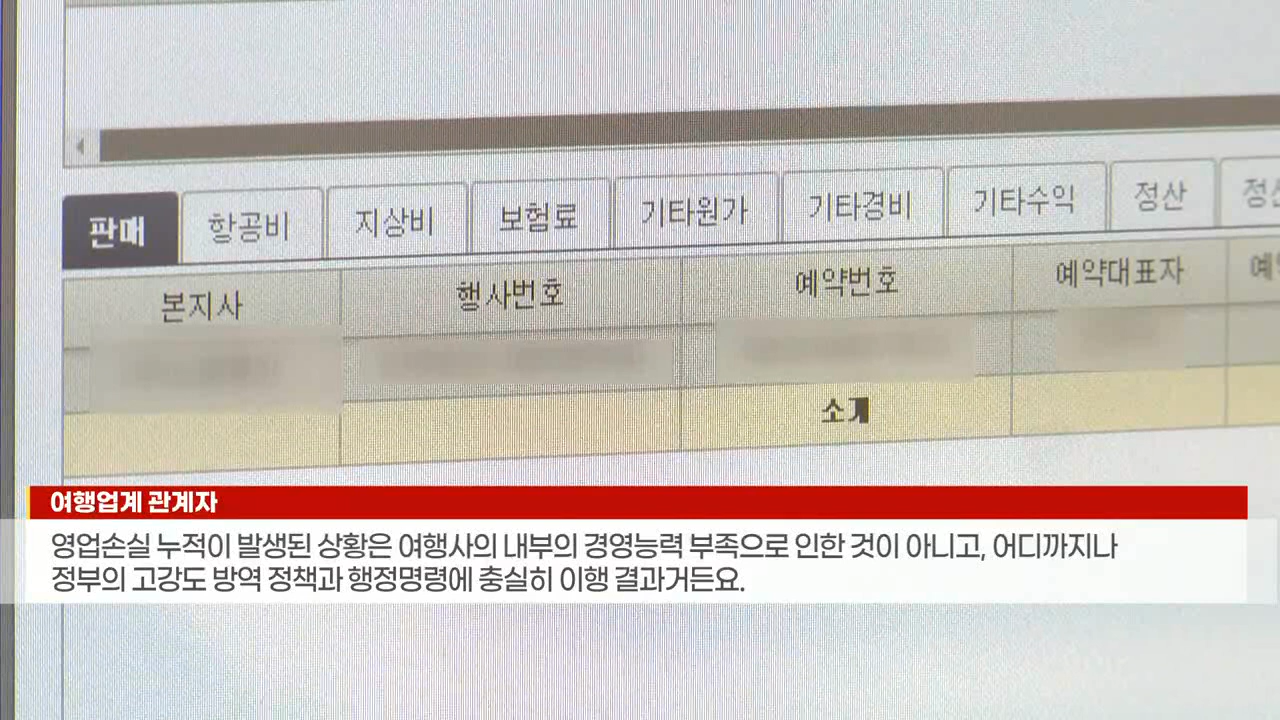 판매 항공비 지상비 보험료 기타원가 기타경비 기타수익 정산
본지사 행사번호 예약번호 예약대표자
소계
여행업계 관계자
영업손실 누적이 발생된 상황은 여행사의 내부의 경영능력 부족으로 인한 것이 아니고, 어디까지나
정부의 고강도 방역 정책과 행정명령에 충실히 이행 결과거든요.